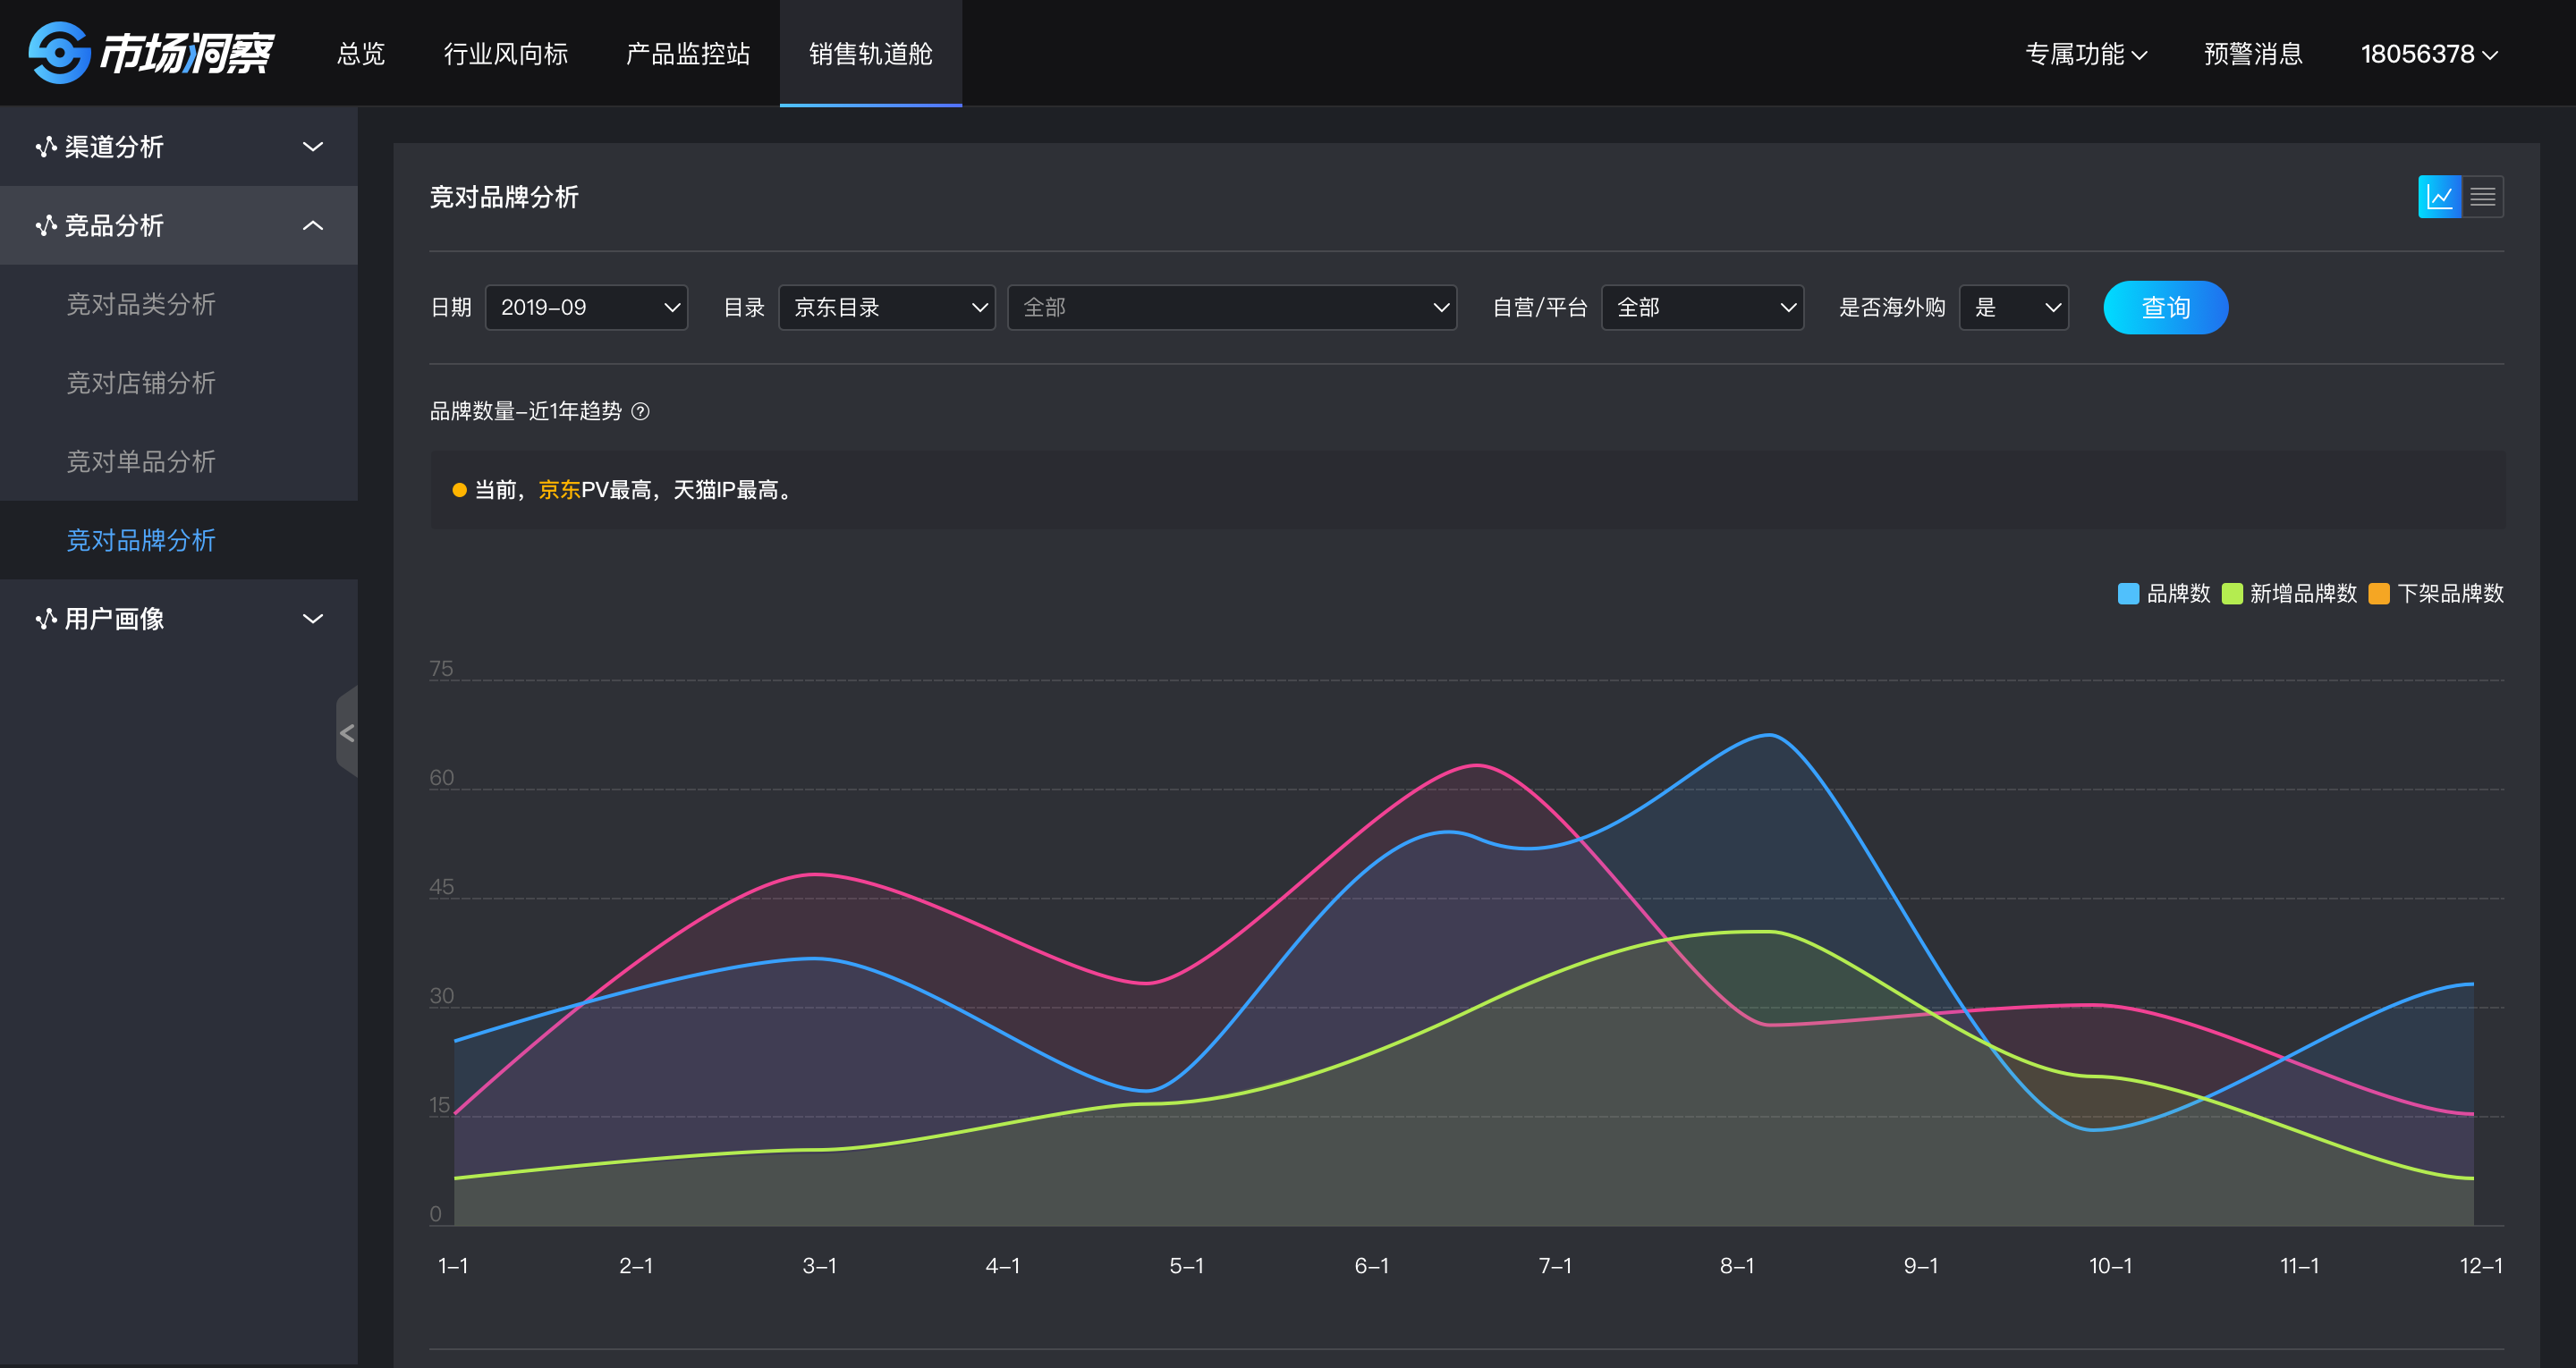 市场洞察 总览 行业风向标 产品监控站 销售轨道舱 专属功能 预警消息 18056378
渠道分析
竞品分析
竞对品类分析
竞对店铺分析
竞对单品分析
竞对品牌分析
用户画像
竞对品牌分析
日期 2019-09 目录 京东目录 全部 自营/平台 全部 是否海外购 是 查询
品牌数量-近1年趋势 ?
当前，京东PV最高，天猫IP最高。
品牌数 新增品牌数 下架品牌数
75
60
45
30
15
0
1-1 2-1 3-1 4-1 5-1 6-1 7-1 8-1 9-1 10-1 11-1 12-1